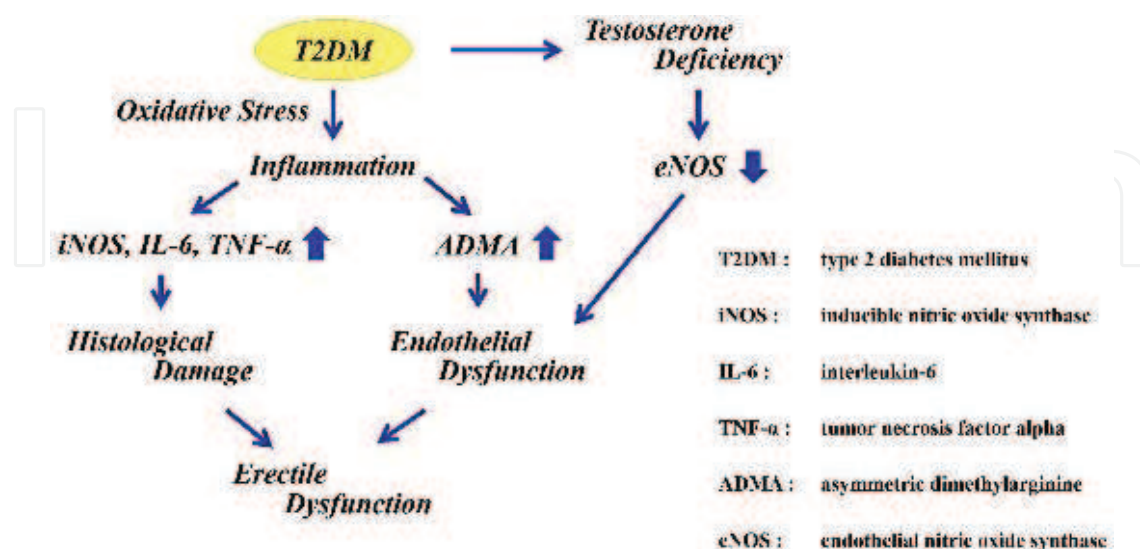 T2DM
Testosterone
Deficiency
Oxidative Stress
Inflammation
eNOS
iNOS, IL-6, TNF-α
ADMA
Histological
Damage
Endothelial
Dysfunction
Erectile
Dysfunction
T2DM : type 2 diabetes mellitus
iNOS : inducible nitric oxide synthase
IL-6 : interleukin-6
TNF-α : tumor necrosis factor alpha
ADMA : asymmetric dimethylarginine
eNOS : endothelial nitric oxide synthase